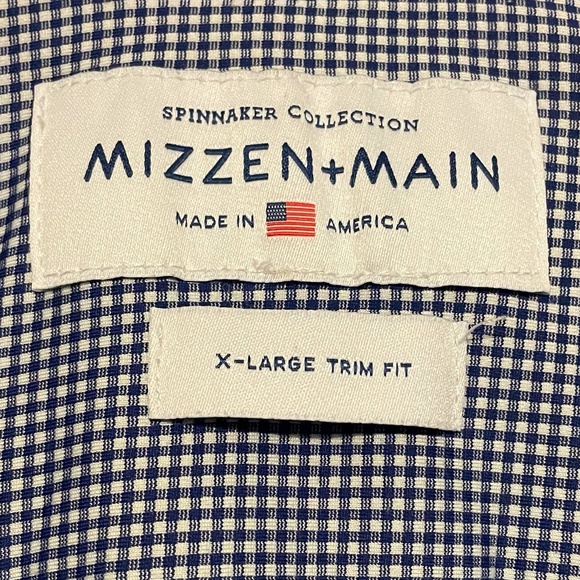 SPINNAKER COLLECTION
MIZZEN+MAIN
MADE IN AMERICA
X-LARGE TRIM FIT